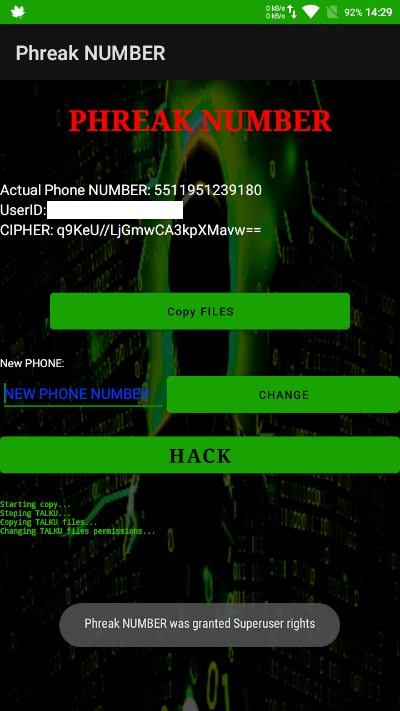 0 kB/s
0 kB/s
92% 14:29
Phreak NUMBER
PHREAK NUMBER
Actual Phone NUMBER: 5511951239180
UserID:
CIPHER: q9KeU//LjGmwCA3kpXMavw==
Copy FILES
New PHONE:
NEW PHONE NUMBER
CHANGE
HACK
Starting copy...
Stoping TALKU...
Copying TALKU files...
Changing TALKU files permissions...
Phreak NUMBER was granted Superuser rights